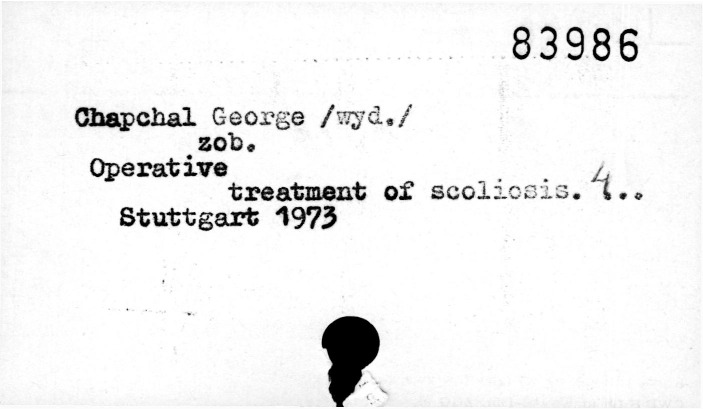 83986
Chapchal George /wyd./
zob.
Operative
treatment of scoliosis. 4...
Stuttgart 1973